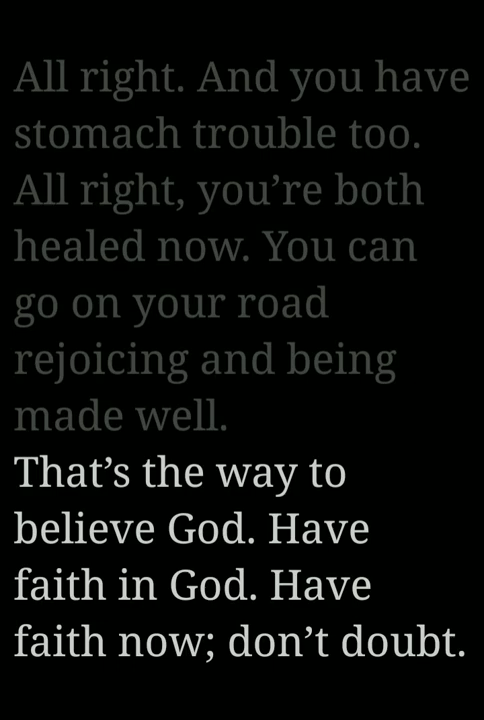 All right. And you have
stomach trouble too.
All right, you’re both
healed now. You can
go on your road
rejoicing and being
made well.
That’s the way to
believe God. Have
faith in God. Have
faith now; don’t doubt.